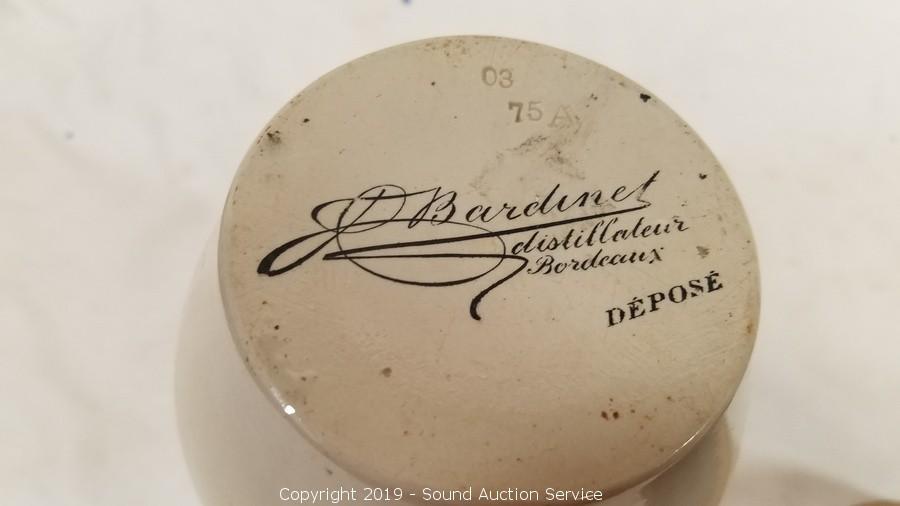 03
75 A
P Bardinet
distillateur
Bordeaux
DÉPOSÉ
Copyright 2019 - Sound Auction Service